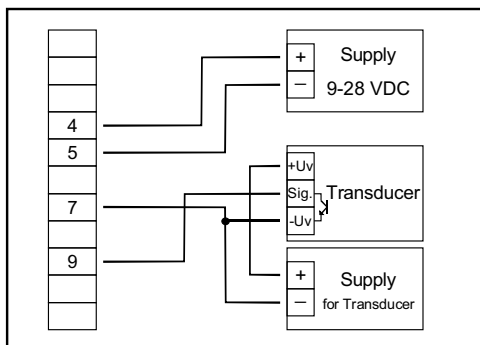 4
5
7
9
+
−
Supply
9-28 VDC
+Uv
Sig.
-Uv
Transducer
+
−
Supply
for Transducer